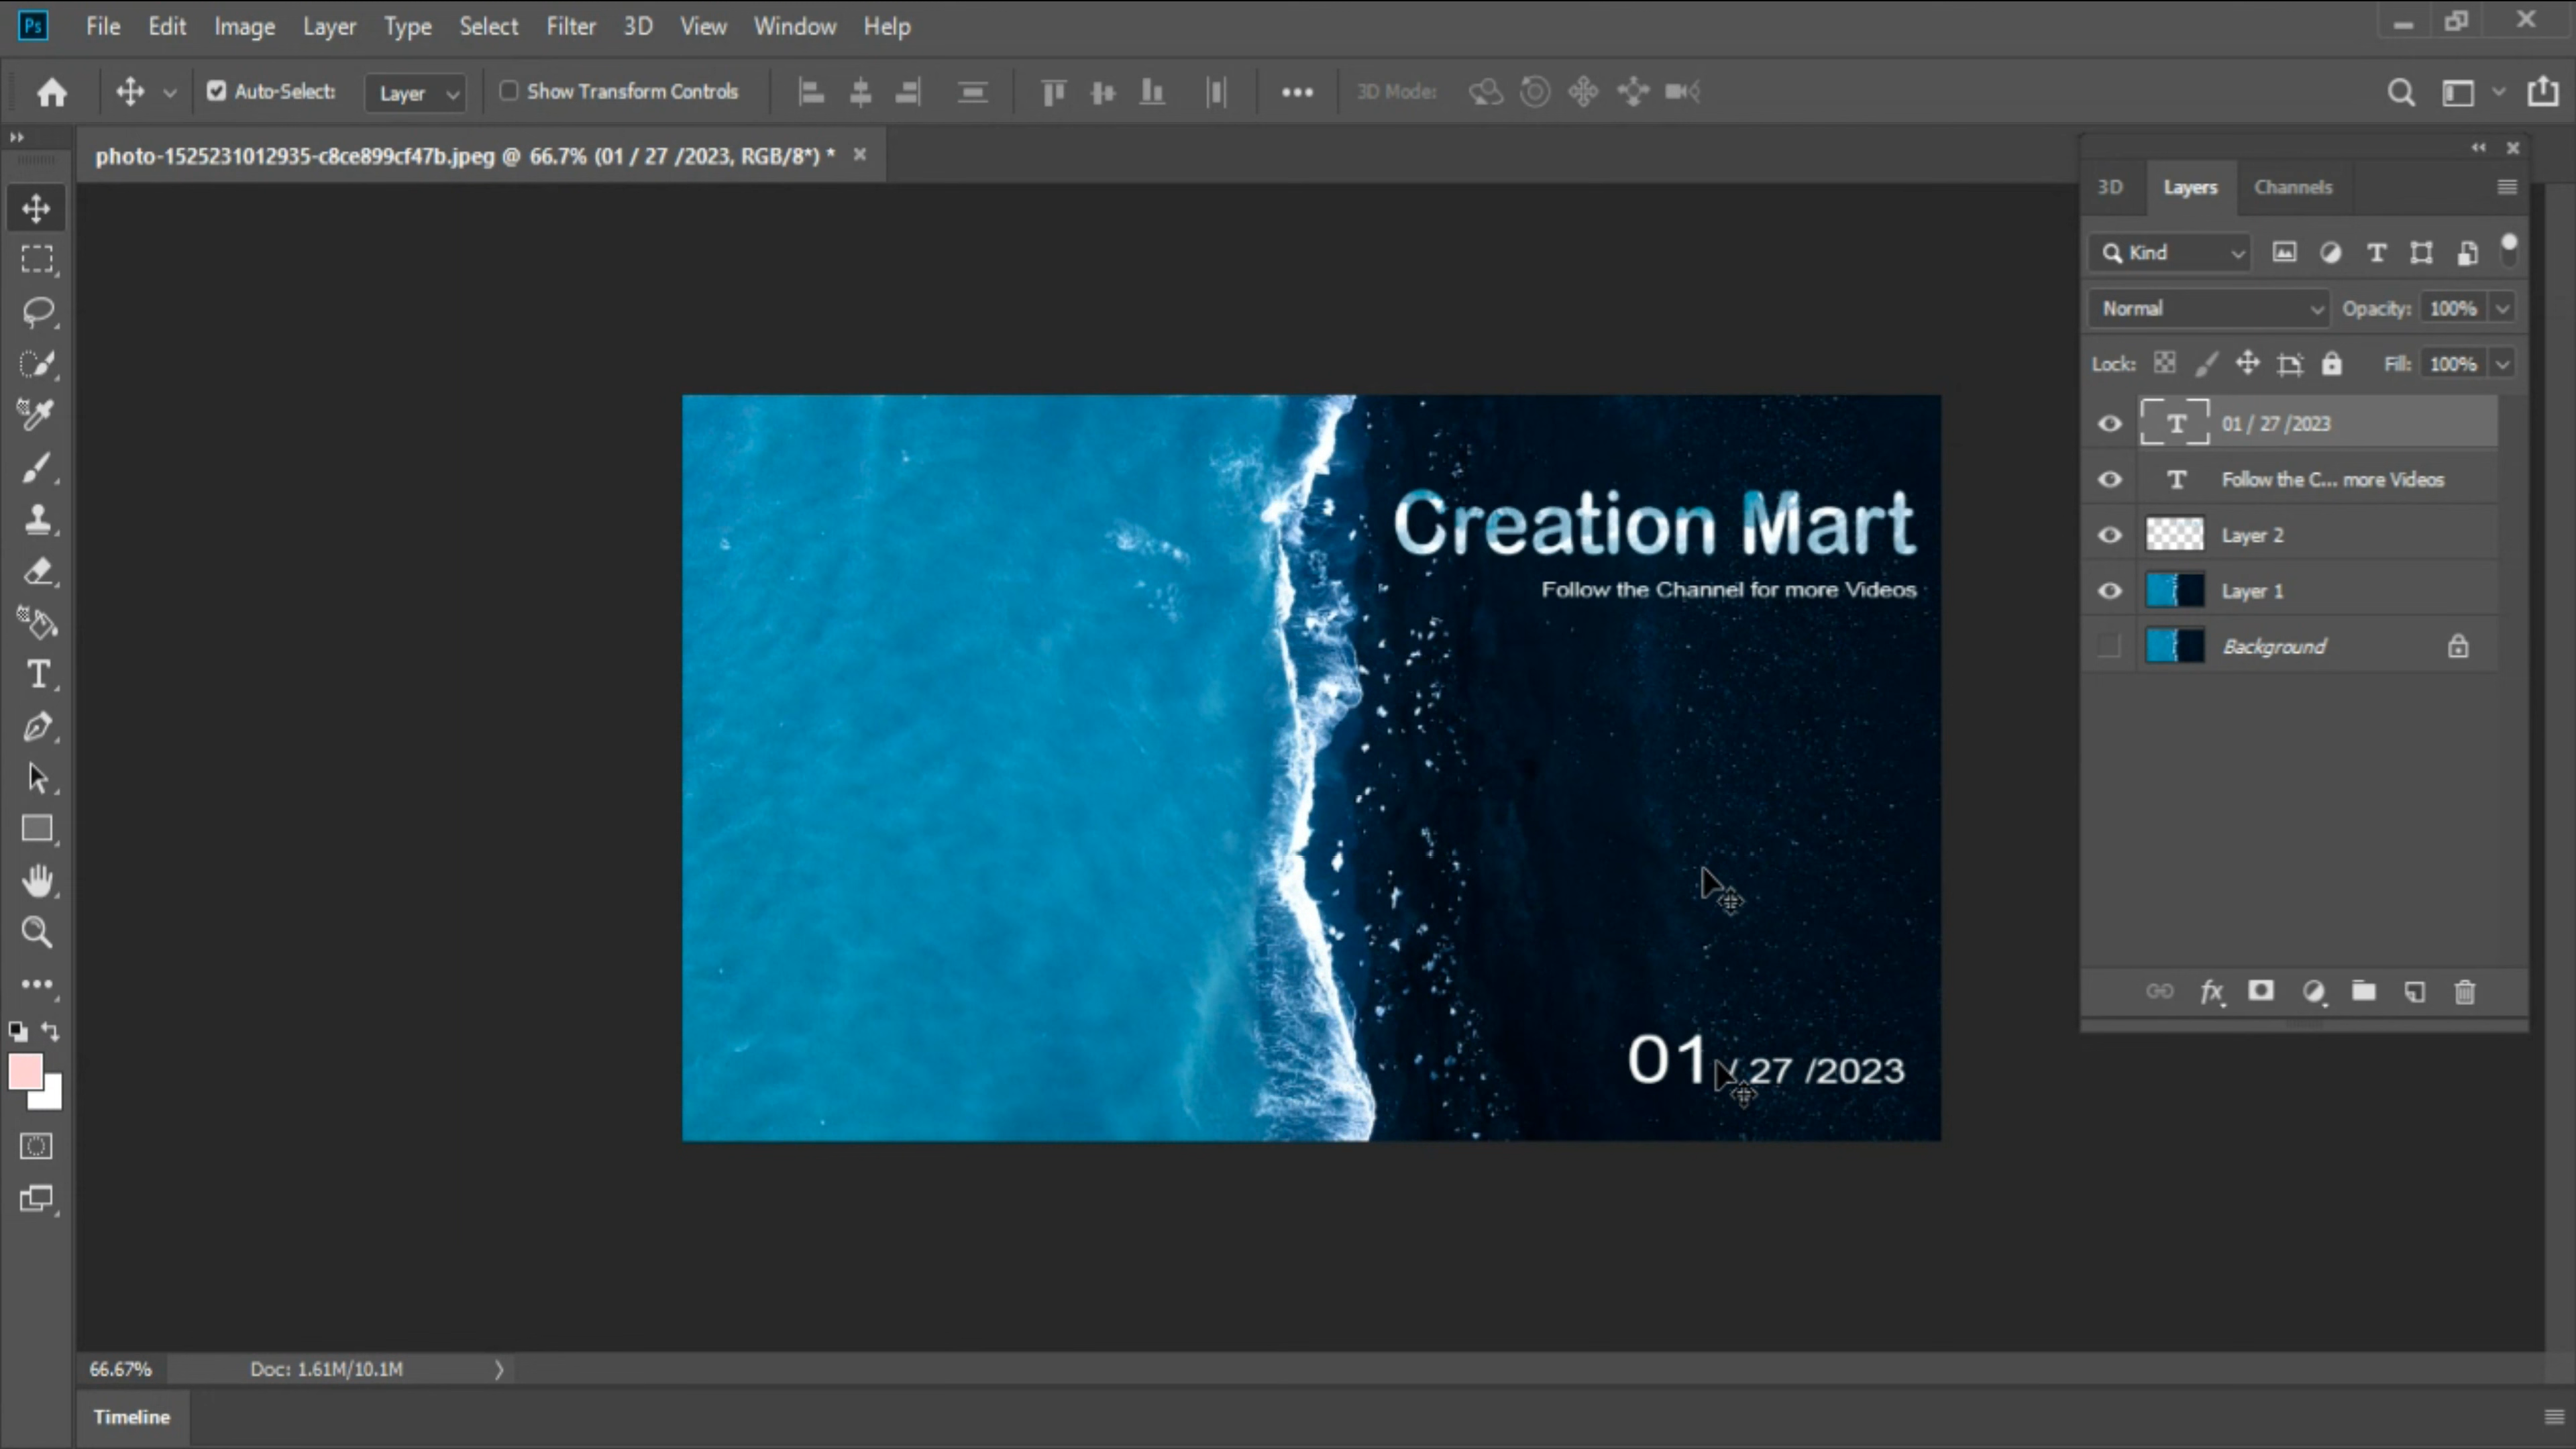 Ps File Edit Image Layer Type Select Filter 3D View Window Help
Auto-Select: Layer Show Transform Controls 3D Mode:
photo-1525231012935-c8ce899cf47b.jpeg @ 66.7% (01 / 27 /2023, RGB/8*) *
3D Layers Channels
Kind
Normal Opacity: 100%
Lock: Fill: 100%
01 / 27 /2023
Follow the C... more Videos
Layer 2
Layer 1
Background
Creation Mart
Follow the Channel for more Videos
01 / 27 /2023
66.67% Doc: 1.61M/10.1M
Timeline